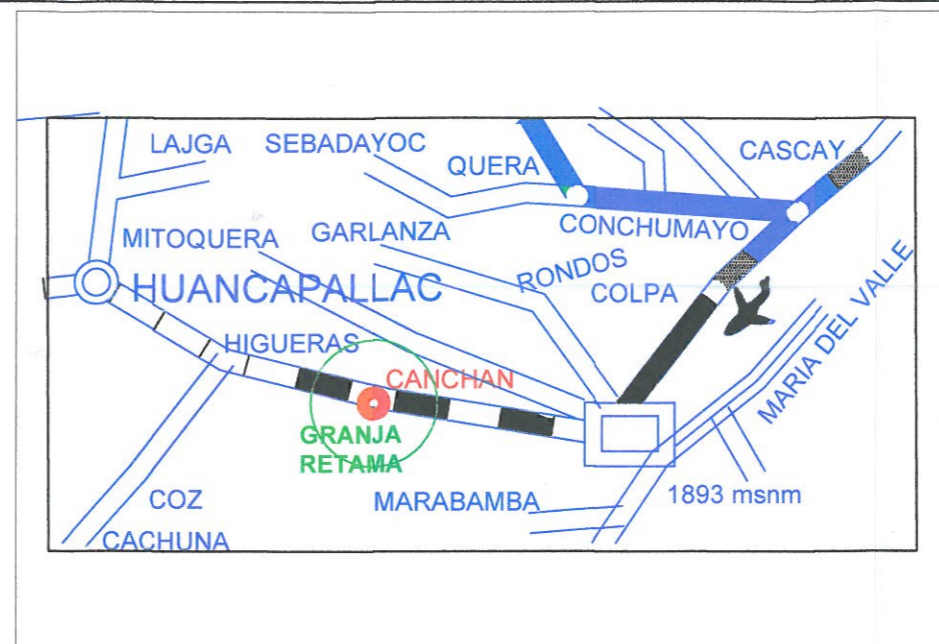 LAJGA
SEBADAYOC
QUERA
CASCAY
MITOQUERA
GARLANZA
CONCHUMAYO
RONDOS
COLPA
HUANCAPALLAC
MARIA DEL VALLE
HIGUERAS
CANCHAN
GRANJA
RETAMA
COZ
MARABAMBA
1893 msnm
CACHUNA